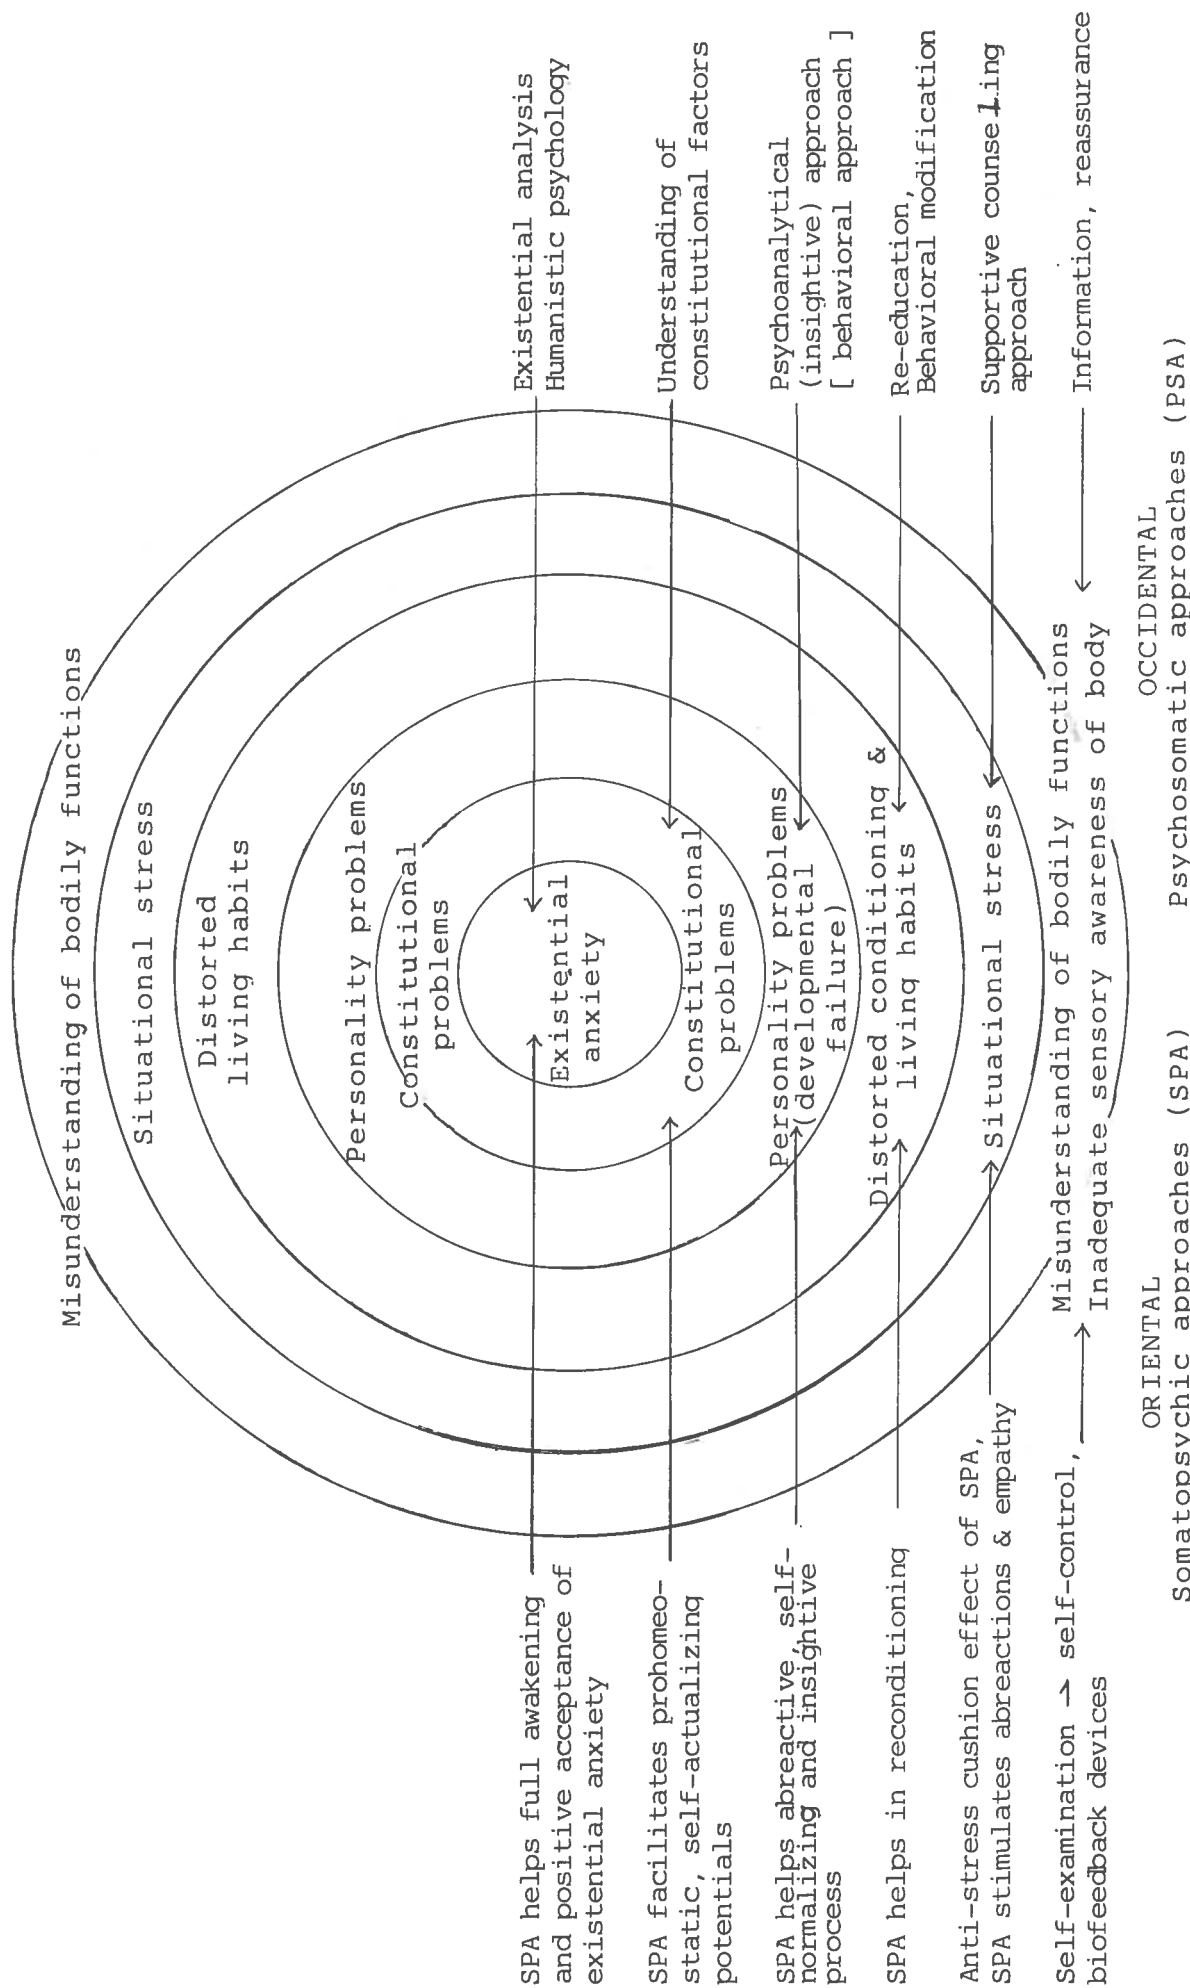 Misunderstanding of bodily functions
Situational stress
Distorted
living habits
Personality problems
Constitutional
problems
Existential
anxiety
Constitutional
problems
Personality problems
(developmental
failure)
Distorted conditioning &
living habits
Situational stress
Misunderstanding of bodily functions
Inadequate sensory awareness of body
SPA helps full awakening
and positive acceptance of
existential anxiety
SPA facilitates prohomeo-
static, self-actualizing
potentials
SPA helps abreactive, self-
normalizing and insightive
process
SPA helps in reconditioning
Anti-stress cushion effect of SPA,
SPA stimulates abreactions & empathy
Self-examination → self-control,
biofeedback devices
Existential analysis
Humanistic psychology
Understanding of
constitutional factors
Psychoanalytical
(insightive) approach
[ behavioral approach ]
Re-education,
Behavioral modification
Supportive counseling
approach
Information, reassurance
ORIENTAL
Somatopsychic approaches (SPA)
OCCIDENTAL
Psychosomatic approaches (PSA)